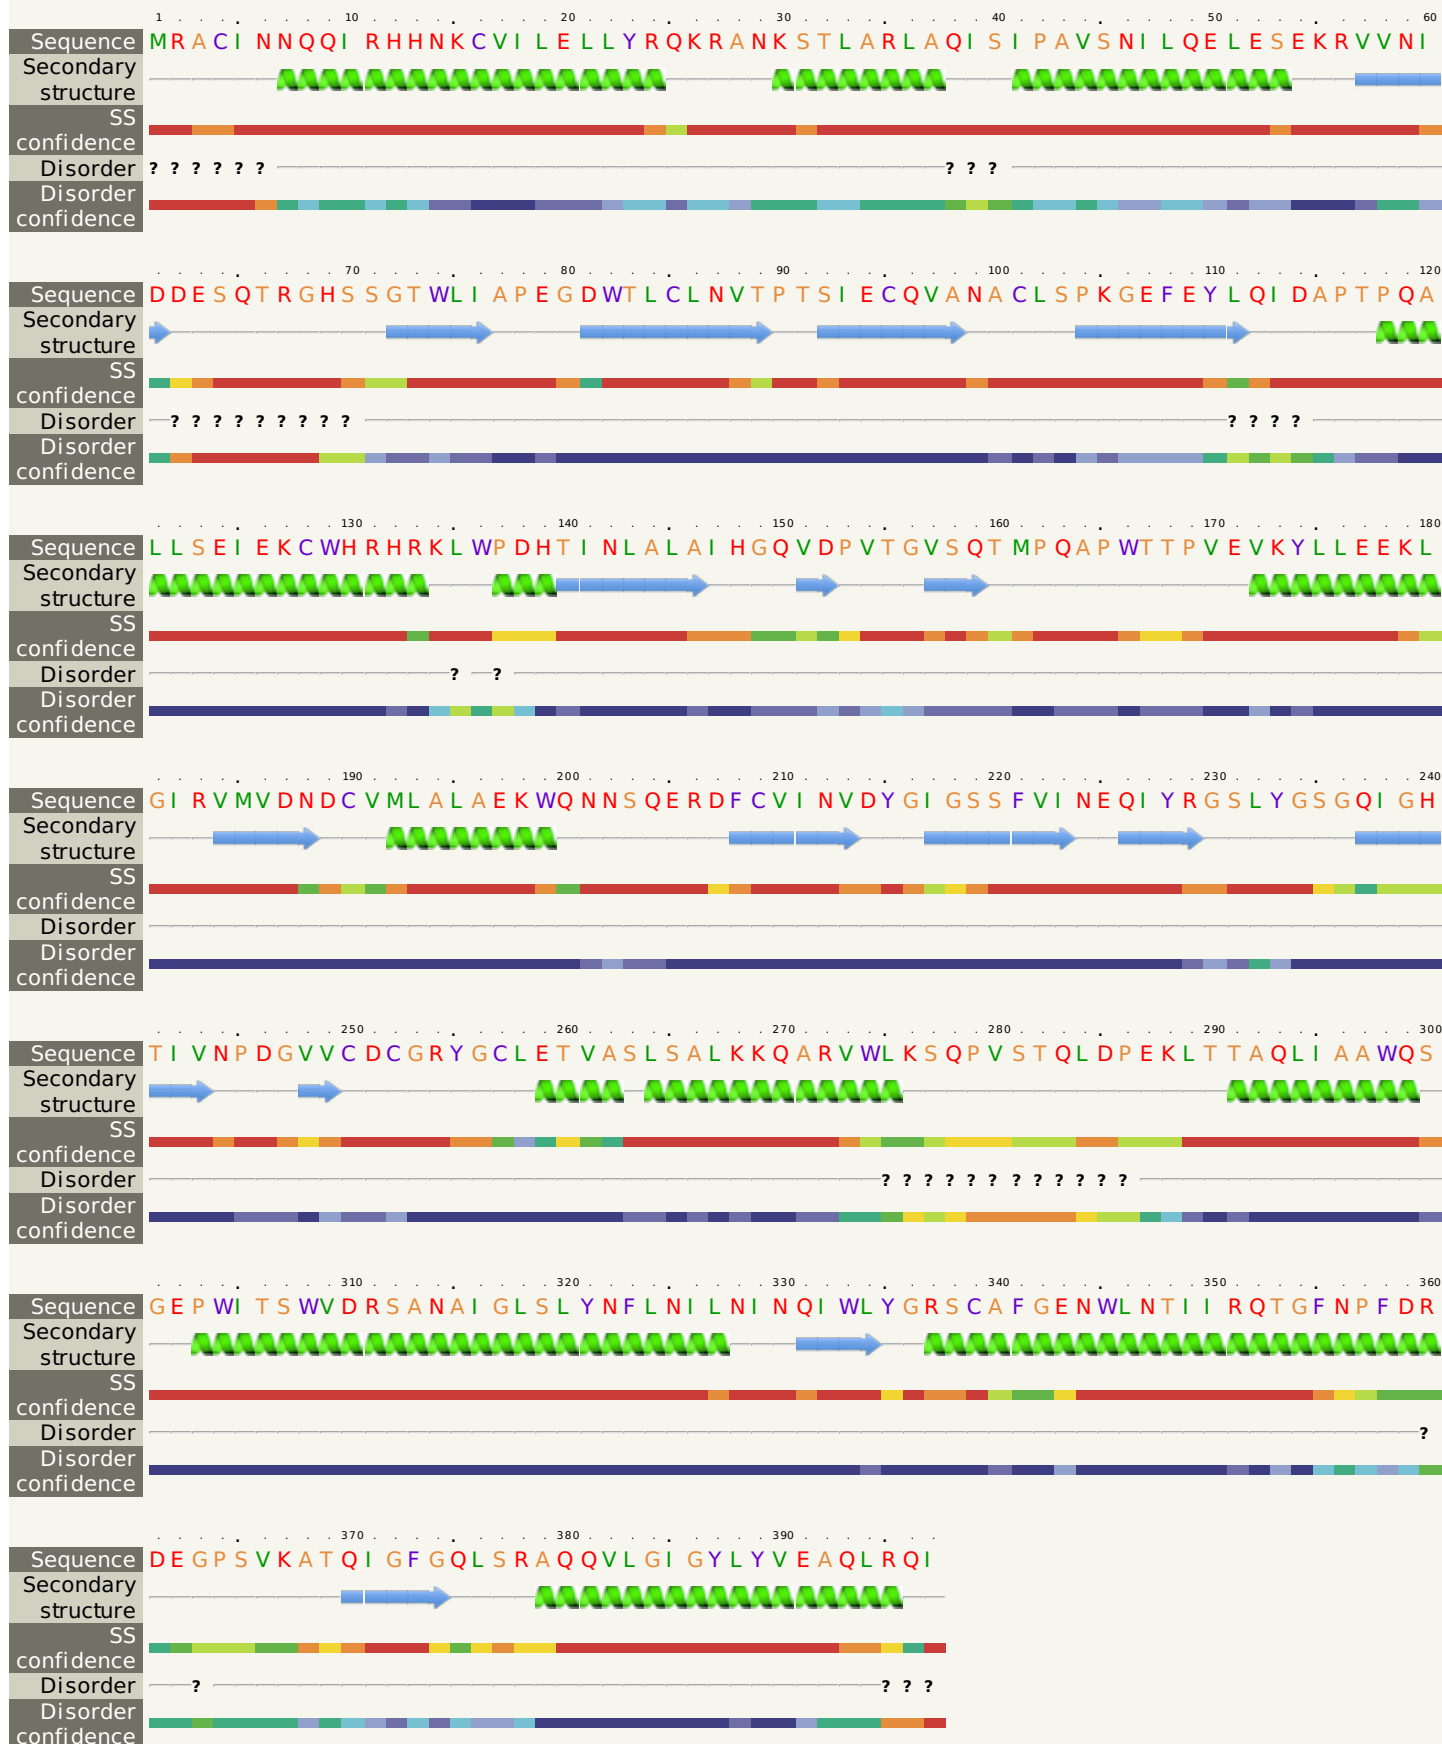 1 10 20 30 40 50 60
Sequence MRACINNQQIRHHNKCVILELLYRQKRANKSTLARLAQISIPAVSNILQELESEKRVVNI
Secondary
structure
SS
confidence
Disorder ? ? ? ? ? ? ? ? ?
Disorder
confidence
70 80 90 100 110 120
Sequence DDESQTRGHSSGTWLIAPEGDWTLCLNVTPTSIECQVANACLSPKGEFEYLQIDAPTPQA
Secondary
structure
SS
confidence
Disorder ? ? ? ? ? ? ? ? ? ? ? ? ?
Disorder
confidence
130 140 150 160 170 180
Sequence LLSEIEKCWHRHRKLWPDHTINLALAIHGQVDPVTGVSQTMPQAPWTTPVEVKYLLEEKL
Secondary
structure
SS
confidence
Disorder ? ?
Disorder
confidence
190 200 210 220 230 240
Sequence GIRVMVDNDCVMLALAEKWQNNSQERDFCVINVDYGIGSSFVINEQIYRGSLYGSGQIGH
Secondary
structure
SS
confidence
Disorder
Disorder
confidence
250 260 270 280 290 300
Sequence TIVNPDGVVCDCGRYGCLETVASLSALKKQARVWLKSQPVSTQLDPEKLTTAQLIAAWQS
Secondary
structure
SS
confidence
Disorder ? ? ? ? ? ? ? ? ? ? ? ?
Disorder
confidence
310 320 330 340 350 360
Sequence GEPWITSWVDRSANAIGLSLYNFLNILNINQIWLYGRSCAFGENWLNTIIRQTGFNPFDR
Secondary
structure
SS
confidence
Disorder ?
Disorder
confidence
370 380 390
Sequence DEGPSVKATQIGFGQLSRAQQVLGIGYLYVEAQLRQI
Secondary
structure
SS
confidence
Disorder ? ? ? ?
Disorder
confidence